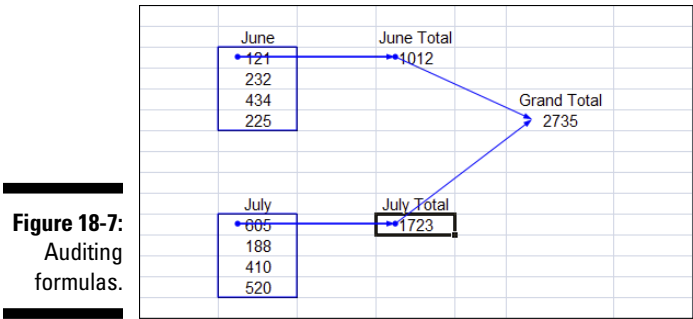 June June Total
121 1012
232
434 Grand Total
225 2735
July July Total
605 1723
188
410
520
Figure 18-7:
Auditing
formulas.